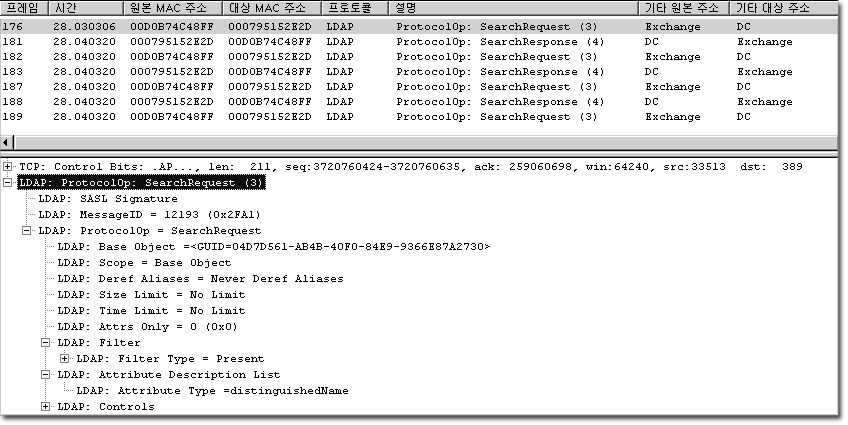 프레임 시간 원본 MAC 주소 대상 MAC 주소 프로토콜 설명 기타 원본 주소 기타 대상 주소
176 28.030306 00D0B74C48FF 000795152E2D LDAP ProtocolOp: SearchRequest (3) Exchange DC
181 28.040320 000795152E2D 00D0B74C48FF LDAP ProtocolOp: SearchResponse (4) DC Exchange
182 28.040320 00D0B74C48FF 000795152E2D LDAP ProtocolOp: SearchRequest (3) Exchange DC
183 28.040320 000795152E2D 00D0B74C48FF LDAP ProtocolOp: SearchResponse (4) DC Exchange
187 28.040320 00D0B74C48FF 000795152E2D LDAP ProtocolOp: SearchRequest (3) Exchange DC
188 28.040320 000795152E2D 00D0B74C48FF LDAP ProtocolOp: SearchResponse (4) DC Exchange
189 28.040320 00D0B74C48FF 000795152E2D LDAP ProtocolOp: SearchRequest (3) Exchange DC
TCP: Control Bits: .AP..., len: 211, seq:3720760424-3720760635, ack: 259060698, win:64240, src:33513 dst: 389
LDAP: ProtocolOp: SearchRequest (3)
LDAP: SASL Signature
LDAP: MessageID = 12193 (0x2FA1)
LDAP: ProtocolOp = SearchRequest
LDAP: Base Object =<GUID=04D7D561-AB4B-40F0-84E9-9366E87A2730>
LDAP: Scope = Base Object
LDAP: Deref Aliases = Never Deref Aliases
LDAP: Size Limit = No Limit
LDAP: Time Limit = No Limit
LDAP: Attrs Only = 0 (0x0)
LDAP: Filter
LDAP: Filter Type = Present
LDAP: Attribute Description List
LDAP: Attribute Type =distinguishedName
LDAP: Controls